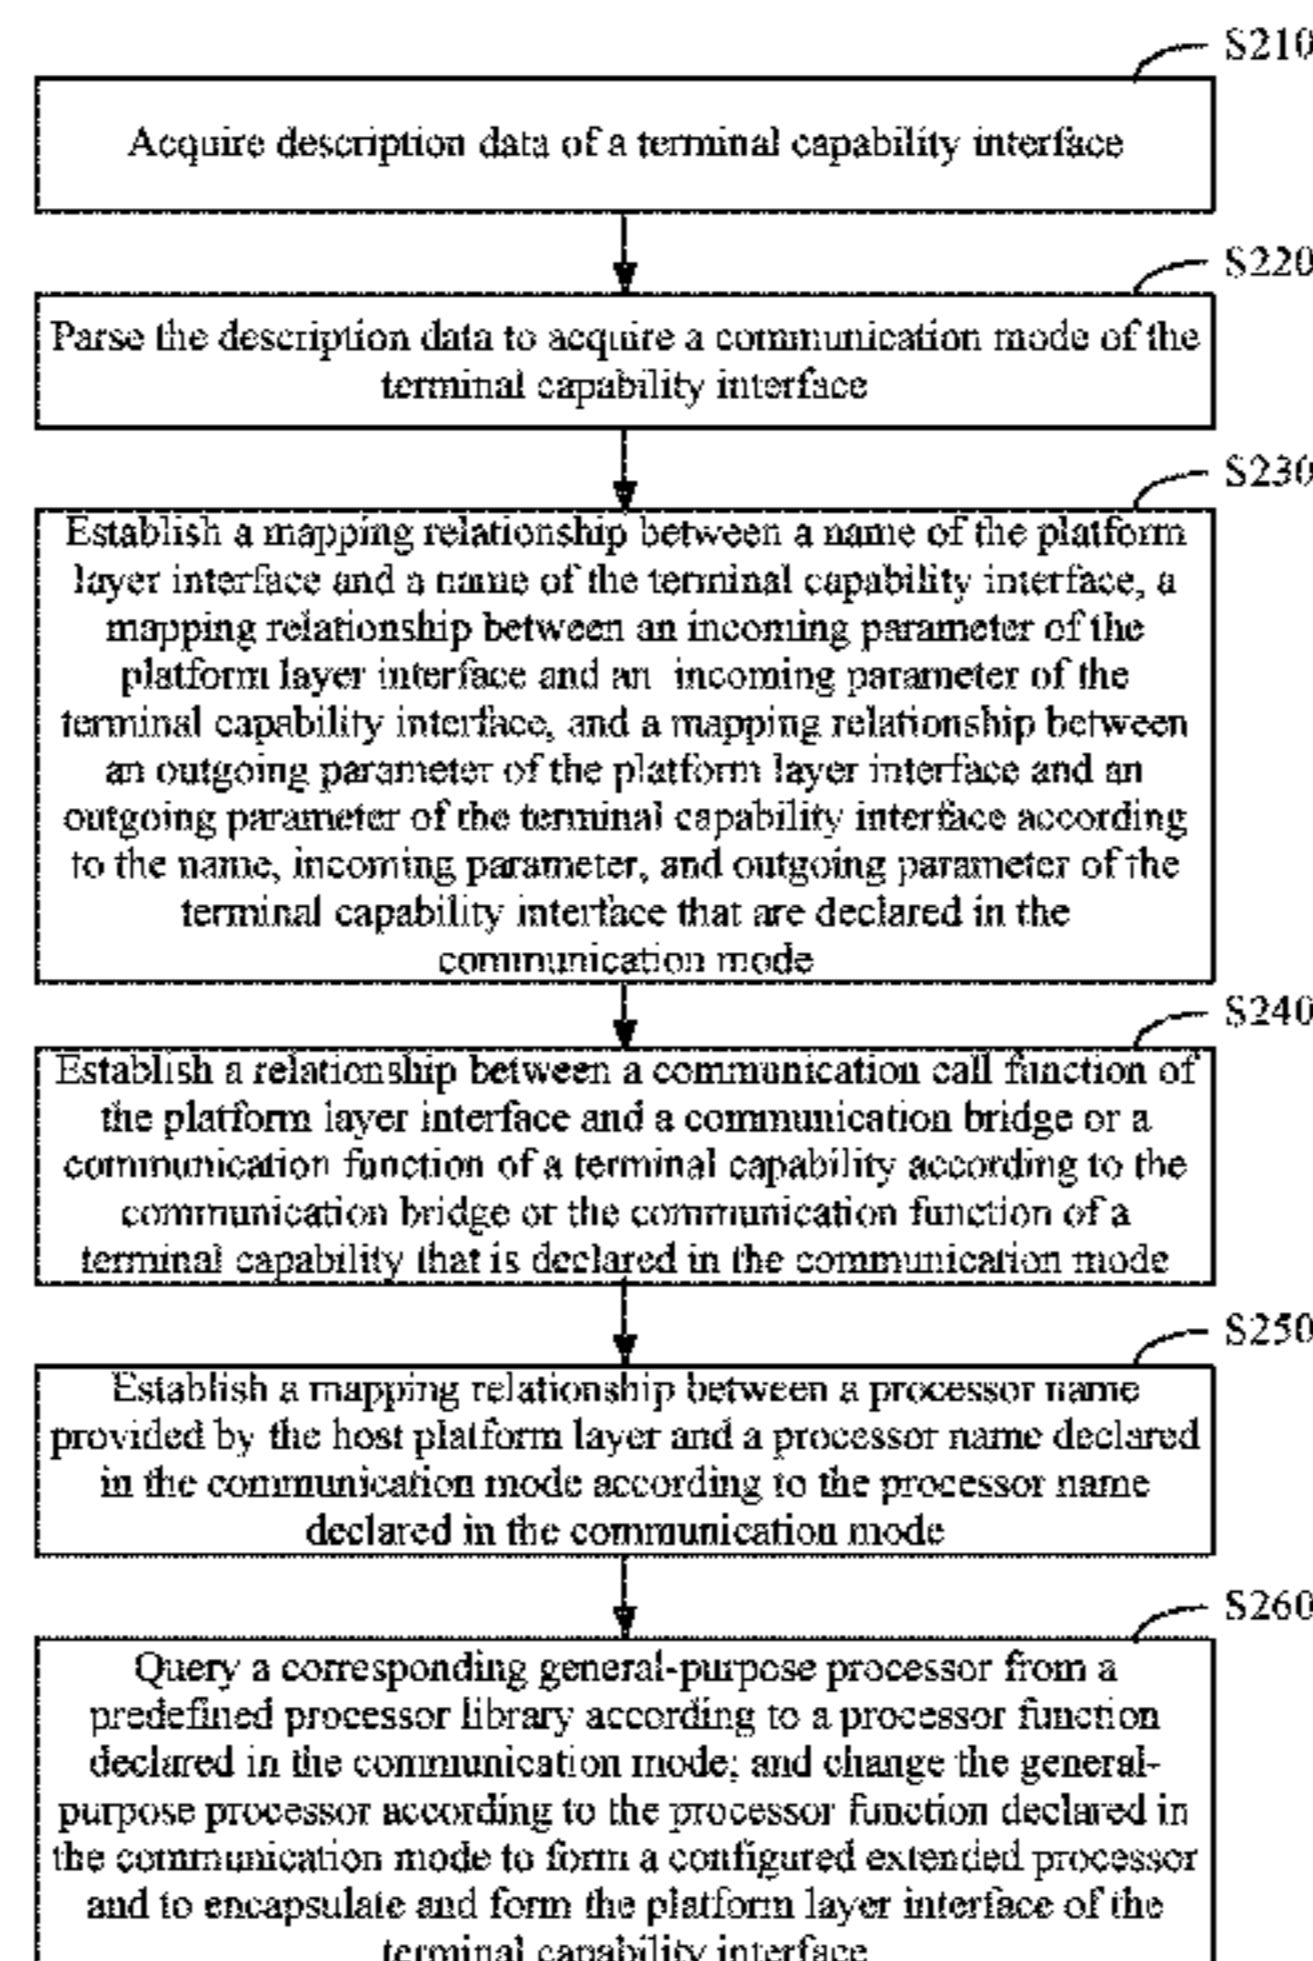 S210
Acquire description data of a terminal capability interface
S220
Parse the description data to acquire a communication mode of the
terminal capability interface
S230
Establish a mapping relationship between a name of the platform
layer interface and a name of the terminal capability interface, a
mapping relationship between an incoming parameter of the
platform layer interface and an incoming parameter of the
terminal capability interface, and a mapping relationship between
an outgoing parameter of the platform layer interface and an
outgoing parameter of the terminal capability interface according
to the name, incoming parameter, and outgoing parameter of the
terminal capability interface that are declared in the
communication mode
S240
Establish a relationship between a communication call function of
the platform layer interface and a communication bridge or a
communication function of a terminal capability according to the
communication bridge or the communication function of a
terminal capability that is declared in the communication mode
S250
Establish a mapping relationship between a processor name
provided by the host platform layer and a processor name declared
in the communication mode according to the processor name
declared in the communication mode
S260
Query a corresponding general-purpose processor from a
predefined processor library according to a processor function
declared in the communication mode; and change the general-
purpose processor according to the processor function declared in
the communication mode to form a configured extended processor
and to encapsulate and form the platform layer interface of the
terminal capability interface